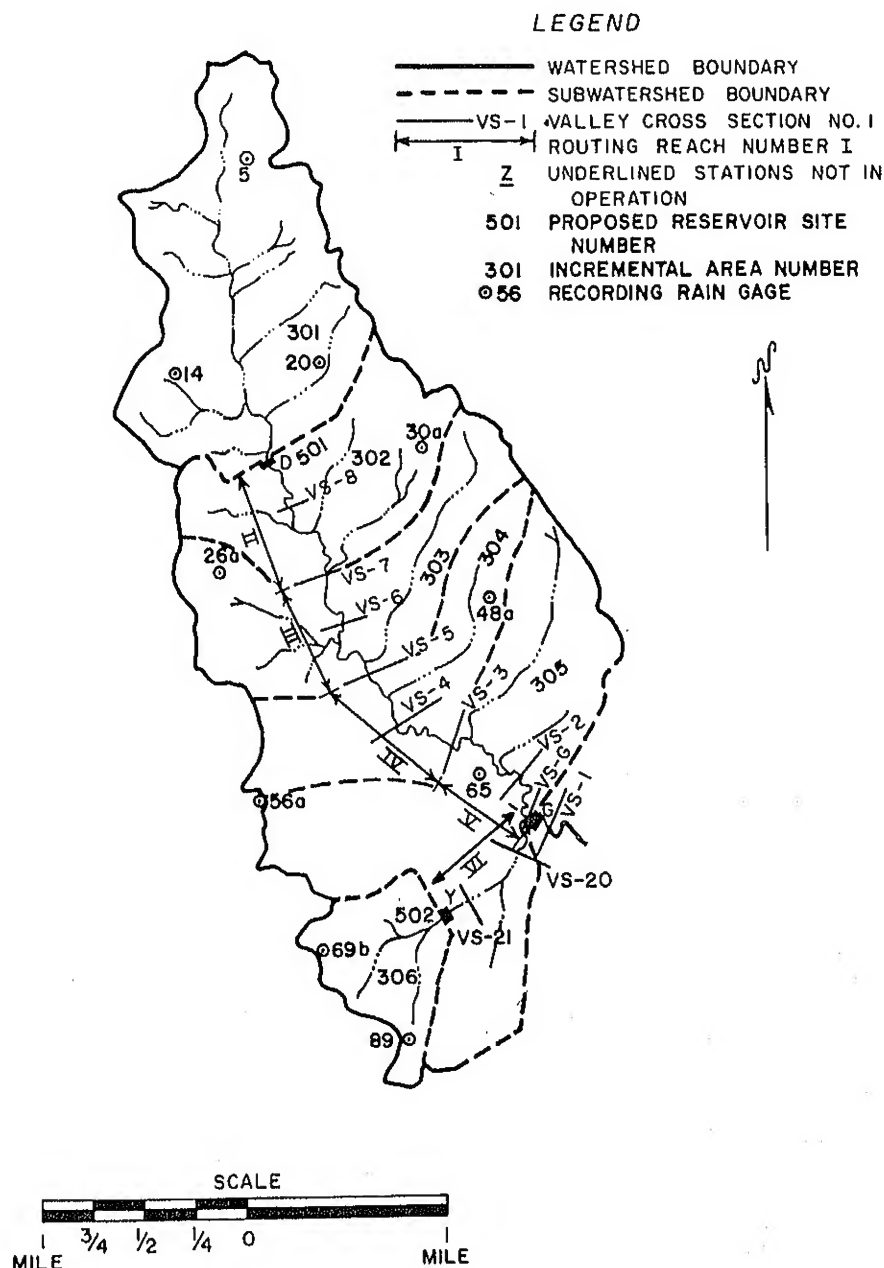 LEGEND
WATERSHED BOUNDARY
SUBWATERSHED BOUNDARY
VS-1 VALLEY CROSS SECTION NO. 1
I ROUTING REACH NUMBER I
Z UNDERLINED STATIONS NOT IN
OPERATION
501 PROPOSED RESERVOIR SITE
NUMBER
301 INCREMENTAL AREA NUMBER
56 RECORDING RAIN GAGE
N
5
301
20
14
30a
D 501
302
VS-8
II
26a
VS-7
303
304
VS-6
48a
III
VS-5
VS-3
VS-4
305
VS-2
VS-G
VS-1
IV
65
56a
G
V
VI
VS-20
Y
502
VS-21
69b
306
89
SCALE
1 3/4 1/2 1/4 0 1
MILE MILE